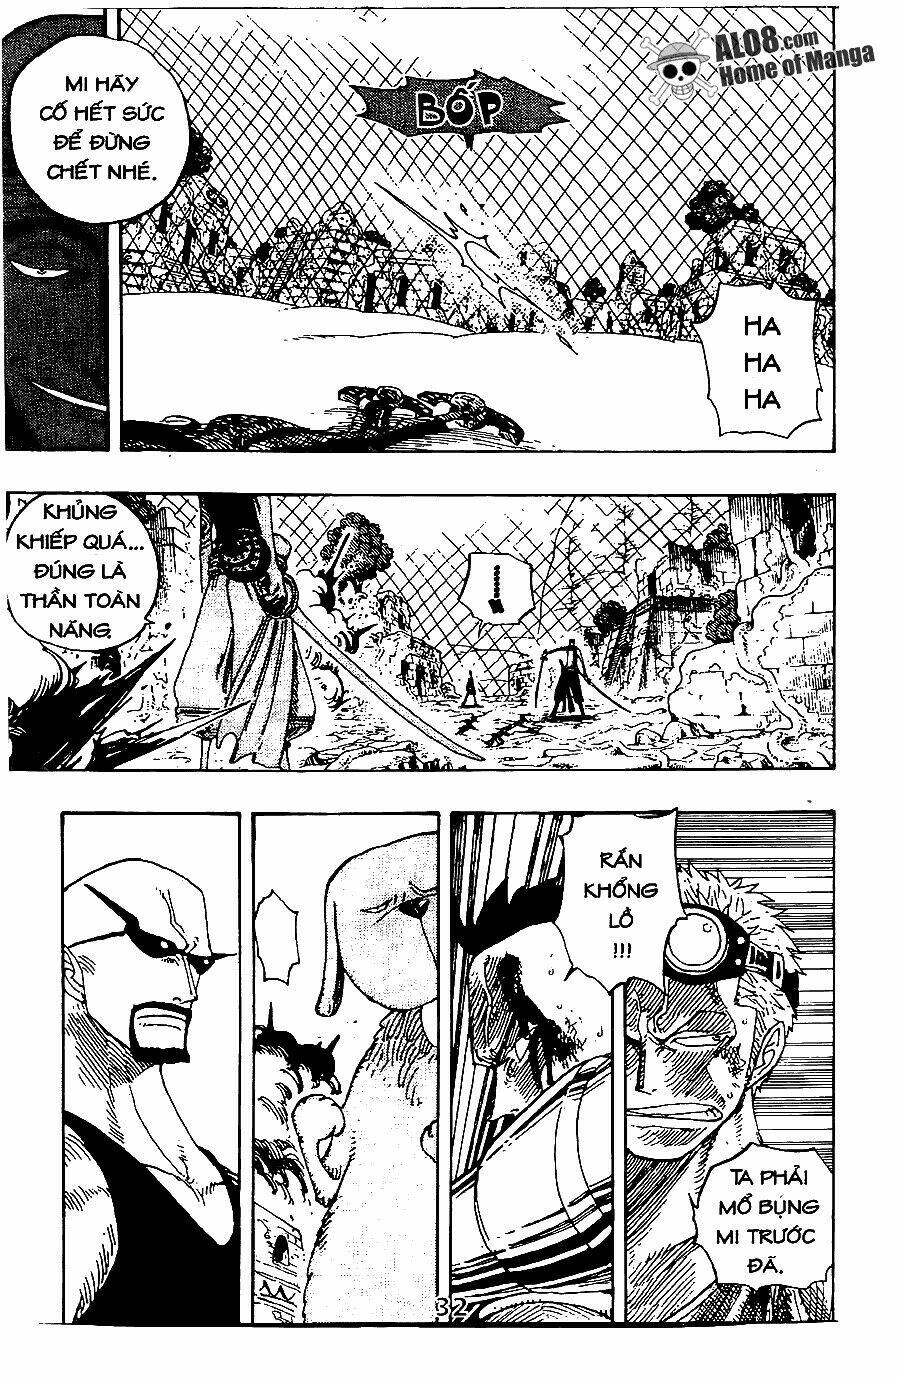 AL08.com
Home of Manga
MI HÃY
CỐ HẾT SỨC
ĐỂ ĐỪNG
CHẾT NHÉ.
BỐP
HA
HA
HA
KHỦNG
KHIẾP QUÁ...
ĐÚNG LÀ
THẦN TOÀN
NĂNG.
RẮN
KHỔNG
LỒ
!!!
TA PHẢI
MỔ BỤNG
MI TRƯỚC
ĐÃ.
32